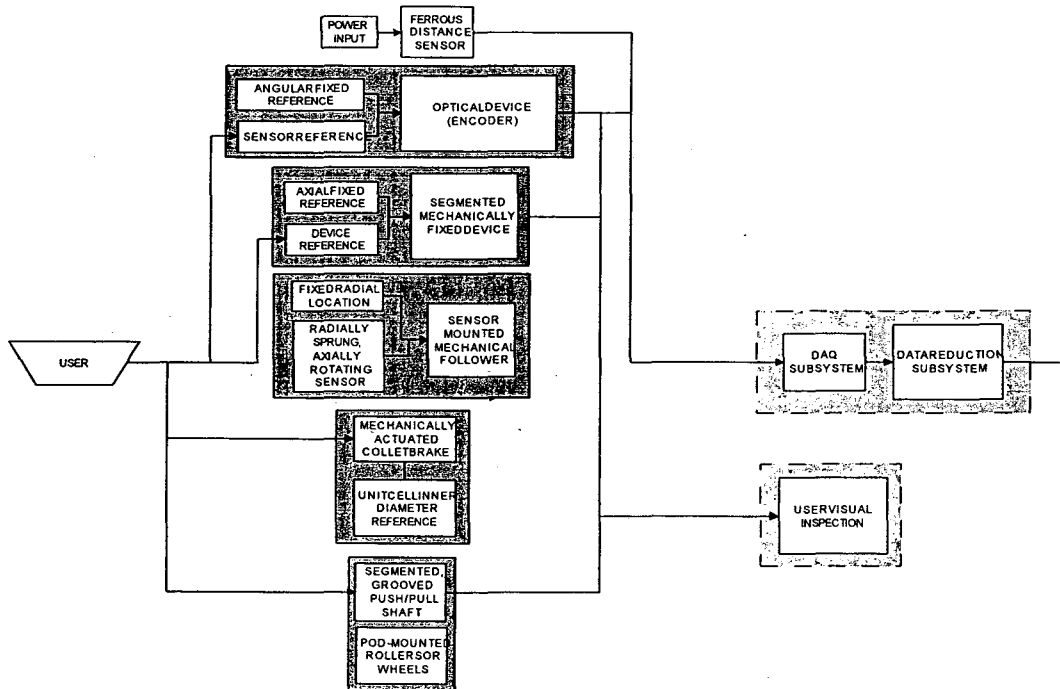 POWER
INPUT
FERROUS
DISTANCE
SENSOR
ANGULARFIXED
REFERENCE
SENSORREFERENC
OPTICALDEVICE
(ENCODER)
AXIALFIXED
REFERENCE
DEVICE
REFERENCE
SEGMENTED
MECHANICALLY
FIXEDDEVICE
FIXEDRADIAL
LOCATION
RADIALLY
SPRUNG,
AXIALLY
ROTATING
SENSOR
SENSOR
MOUNTED
MECHANICAL
FOLLOWER
USER
DAQ
SUBSYSTEM
DATAREDUCTION
SUBSYSTEM
MECHANICALLY
ACTUATED
COLLETBRAKE
UNITCELLINNER
DIAMETER
REFERENCE
USERVISUAL
INSPECTION
SEGMENTED,
GROOVED
PUSH/PULL
SHAFT
POD-MOUNTED
ROLLERSOR
WHEELS